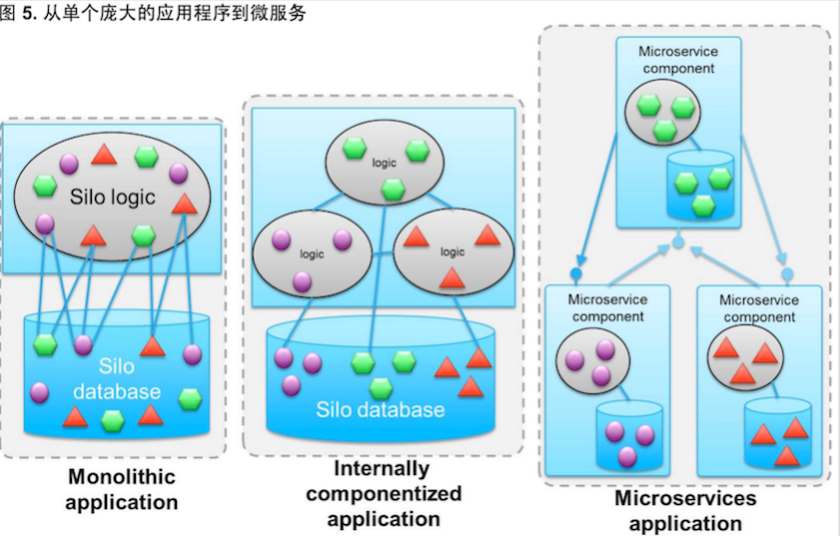 图 5. 从单个庞大的应用程序到微服务
Silo logic
Silo
database
Monolithic
application
logic
logic
logic
Silo database
Internally
componentized
application
Microservice
component
Microservice
component
Microservice
component
Microservices
application